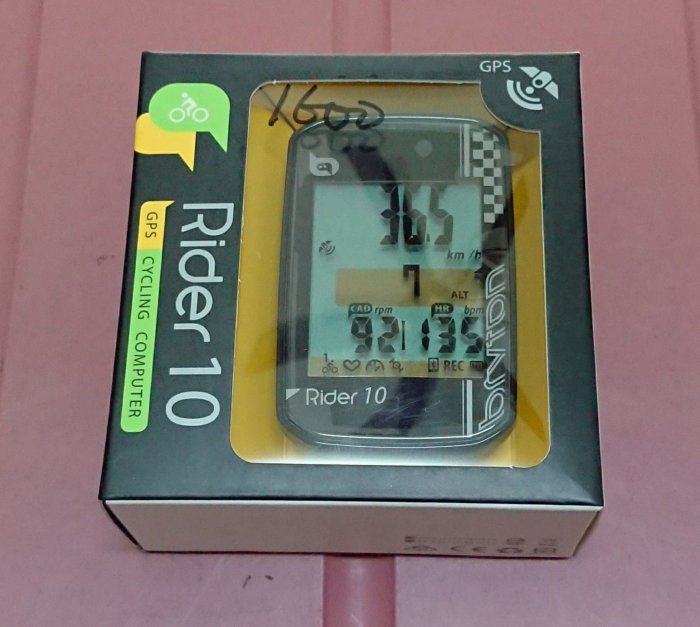 GPS
X600
36.5
km/h
7
ALT
CAD rpm
HR bpm
92
135
REC
Rider 10
bryton
Rider 10
GPS CYCLING COMPUTER